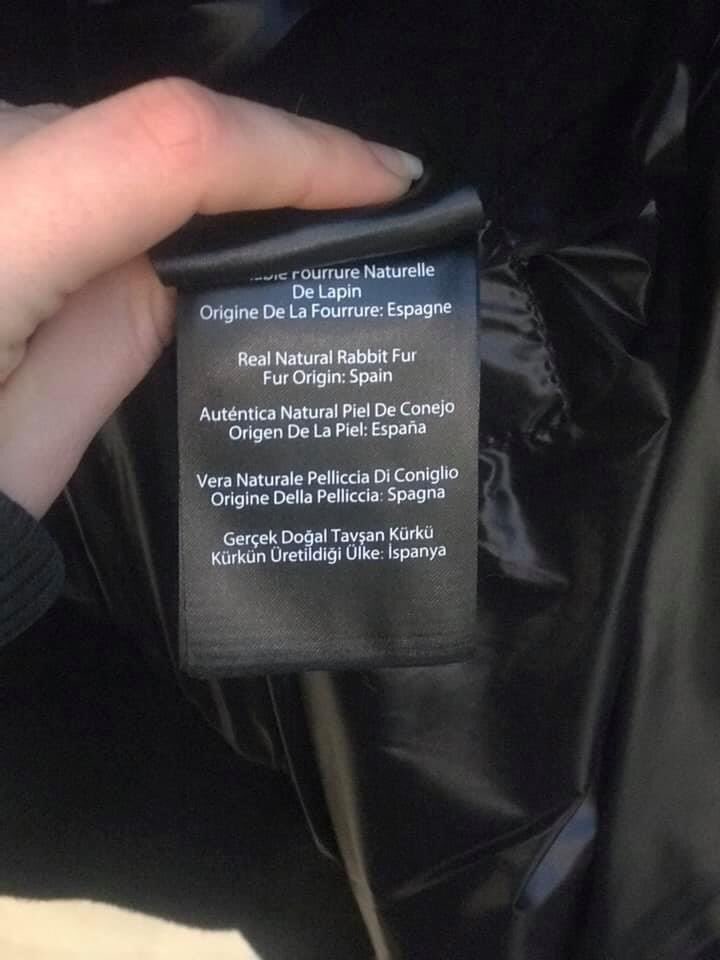 Fourrure Naturelle
De Lapin
Origine De La Fourrure: Espagne
Real Natural Rabbit Fur
Fur Origin: Spain
Auténtica Natural Piel De Conejo
Origen De La Piel: España
Vera Naturale Pelliccia Di Coniglio
Origine Della Pelliccia: Spagna
Gerçek Doğal Tavşan Kürkü
Kürkün Üretildiği Ülke: İspanya